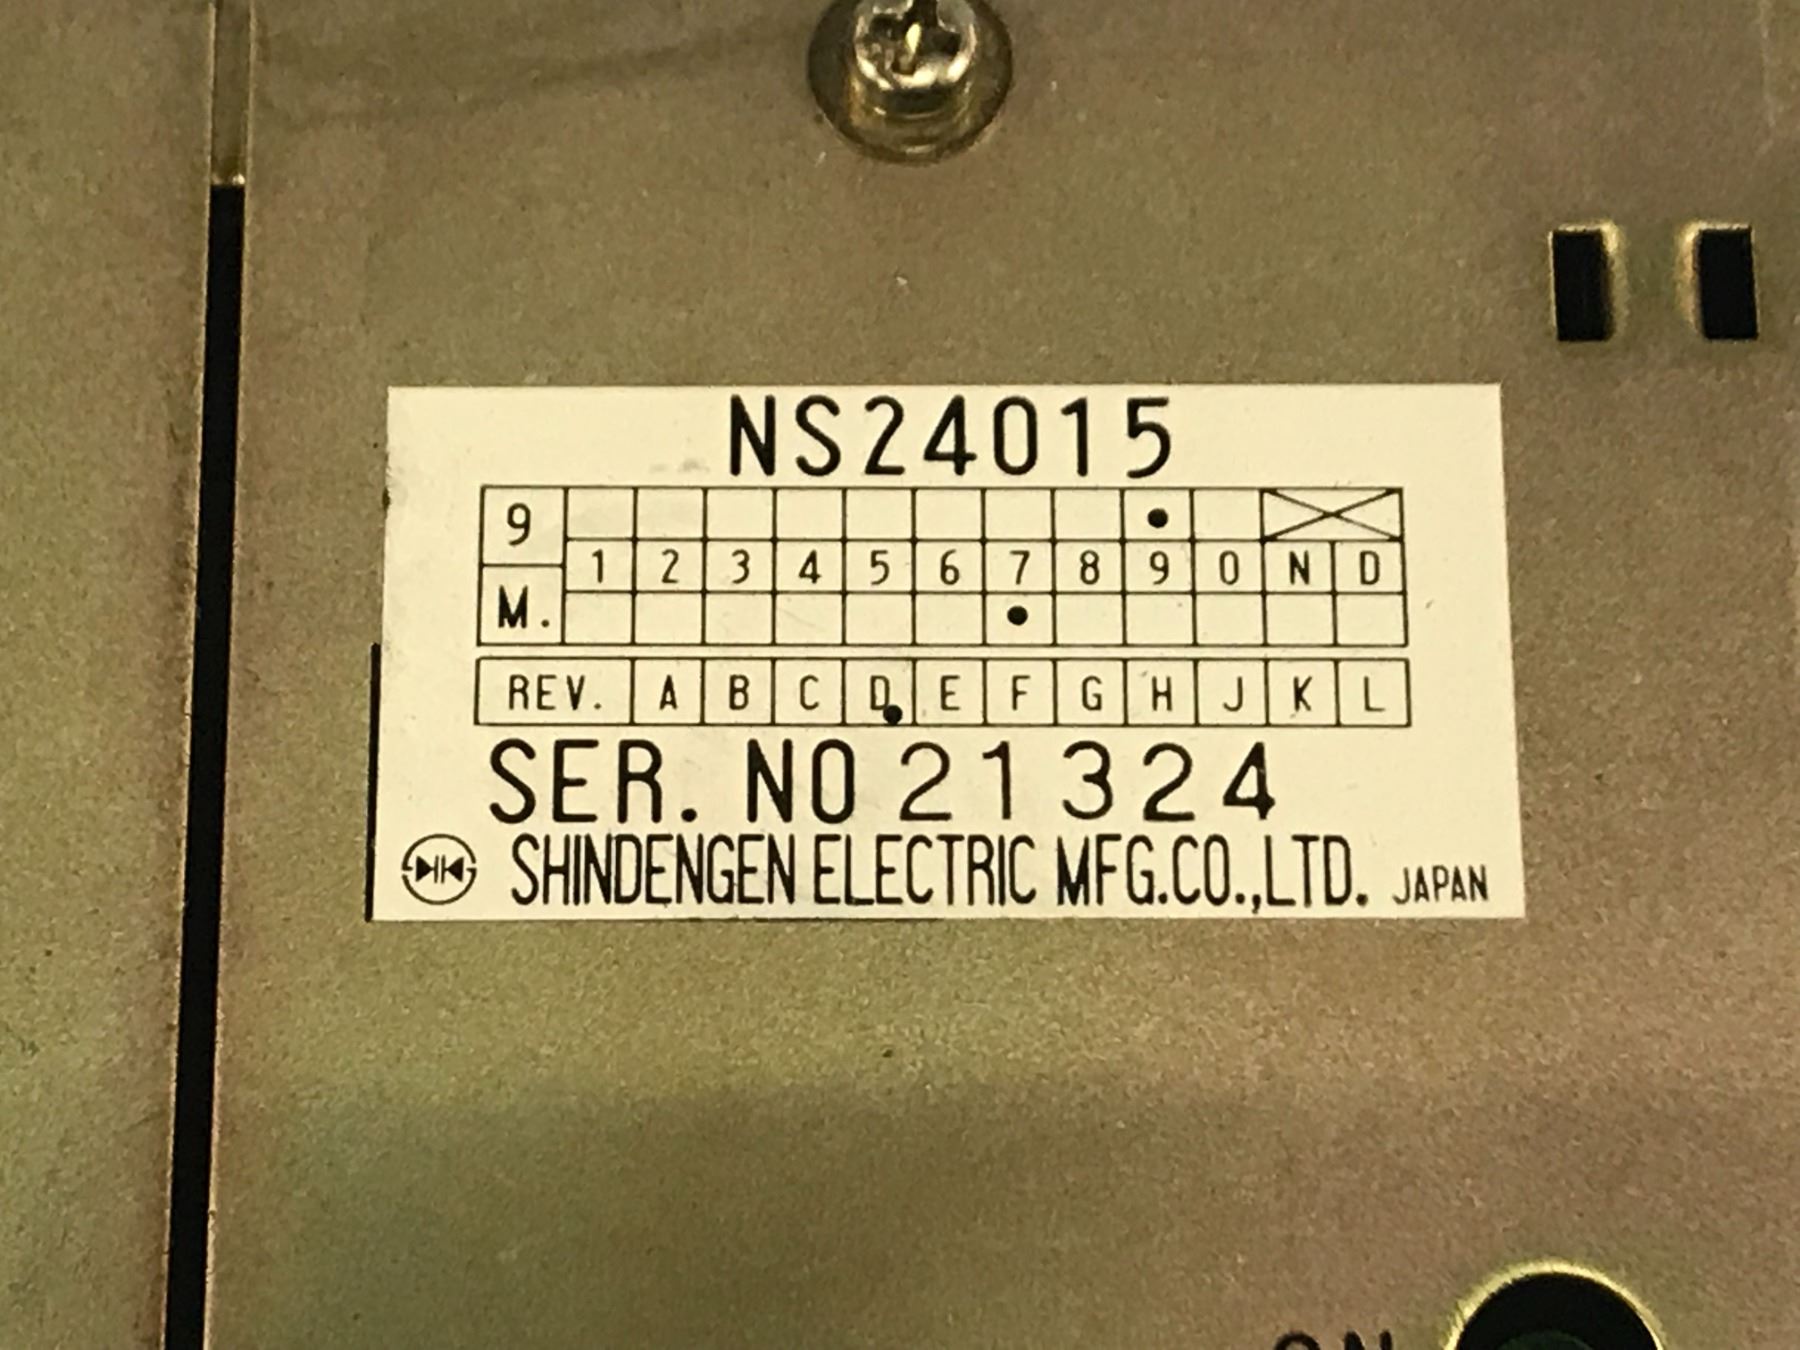 NS24015
9
1 2 3 4 5 6 7 8 9 0 N D
M.
REV. A B C D E F G H J K L
SER. NO 21324
SHINDENGEN ELECTRIC MFG.CO.,LTD. JAPAN
ON